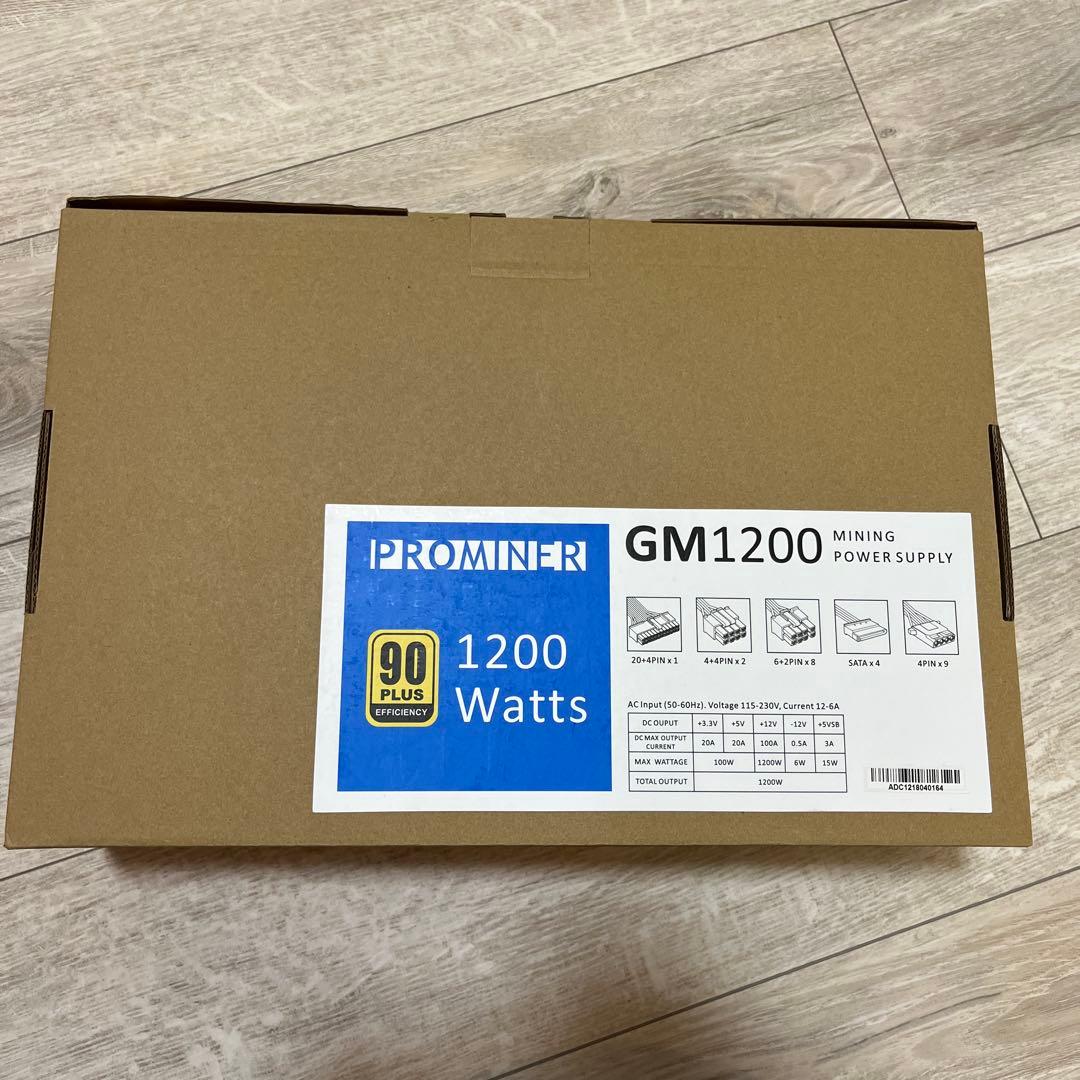 PROMINER
90
PLUS
EFFICIENCY
1200
Watts
GM1200 MINING
POWER SUPPLY
20+4PIN x 1 4+4PIN x 2 6+2PIN x 8 SATA x 4 4PIN x 9
AC Input (50-60Hz). Voltage 115-230V, Current 12-6A
DC OUPUT +3.3V +5V +12V -12V +5VSB
DC MAX OUTPUT
CURRENT 20A 20A 100A 0.5A 3A
MAX WATTAGE 100W 1200W 6W 15W
TOTAL OUTPUT 1200W
ADC1218040164